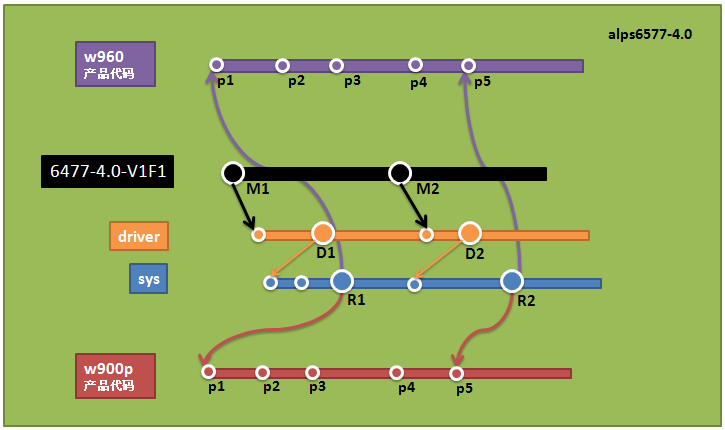 alps6577-4.0
w960
产品代码
p1
p2
p3
p4
p5
6477-4.0-V1F1
M1
M2
driver
D1
D2
sys
R1
R2
w900p
产品代码
p1
p2
p3
p4
p5